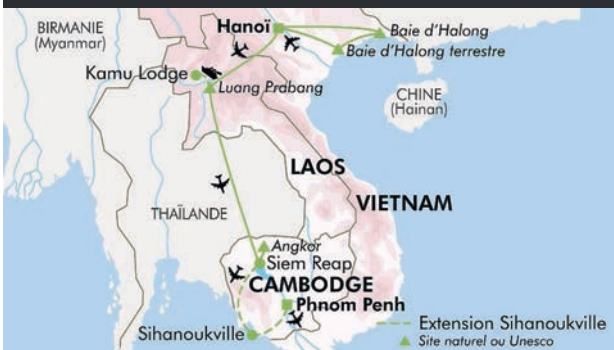 BIRMANIE
(Myanmar)
Hanoï
Baie d'Halong
Baie d'Halong terrestre
Kamu Lodge
Luang Prabang
CHINE
(Hainan)
LAOS
VIETNAM
THAÏLANDE
Angkor
Siem Reap
CAMBODGE
Phnom Penh
Sihanoukville
Extension Sihanoukville
Site naturel ou Unesco